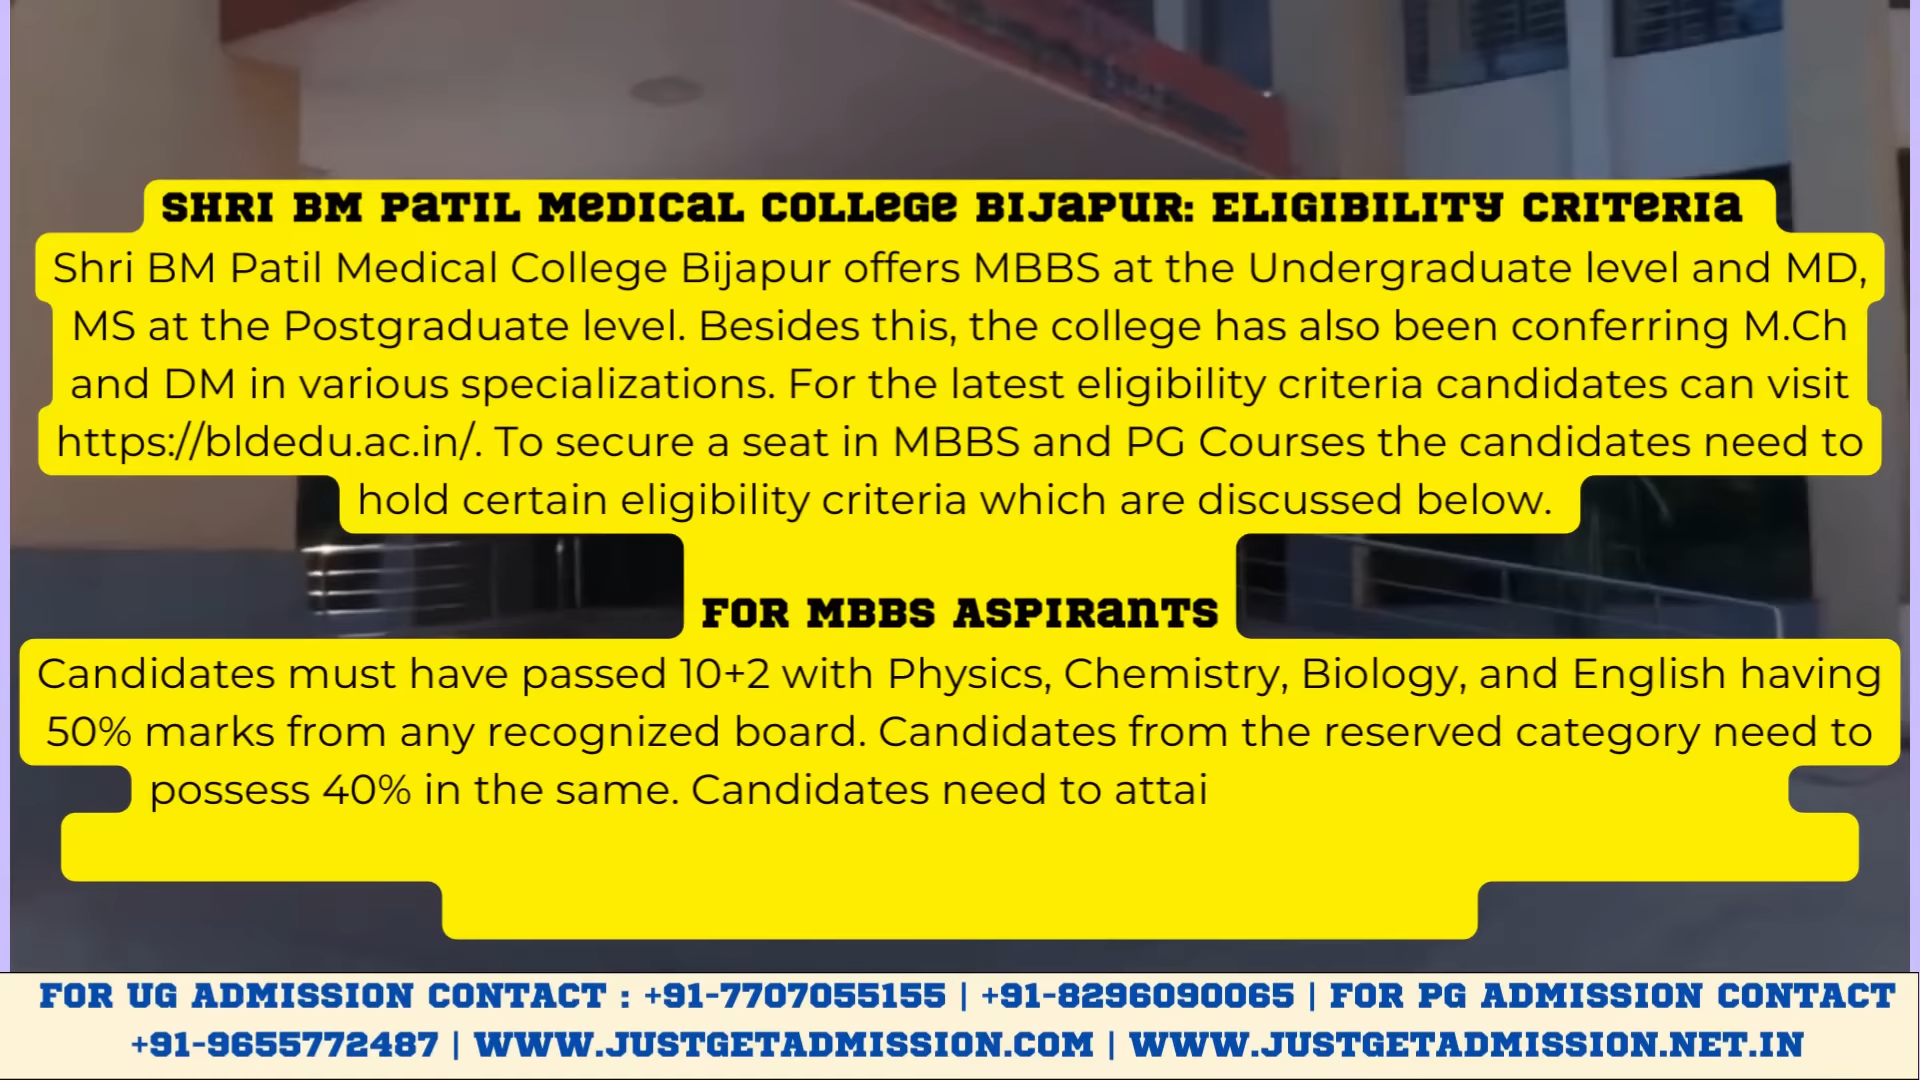 SHRI BM PATIL MEDICAL COLLEGE BIJAPUR: ELIGIBILITY CRITERIA
Shri BM Patil Medical College Bijapur offers MBBS at the Undergraduate level and MD,
MS at the Postgraduate level. Besides this, the college has also been conferring M.Ch
and DM in various specializations. For the latest eligibility criteria candidates can visit
https://bldedu.ac.in/. To secure a seat in MBBS and PG Courses the candidates need to
hold certain eligibility criteria which are discussed below.
FOR MBBS ASPIRANTS
Candidates must have passed 10+2 with Physics, Chemistry, Biology, and English having
50% marks from any recognized board. Candidates from the reserved category need to
possess 40% in the same. Candidates need to attai
FOR UG ADMISSION CONTACT : +91-7707055155 | +91-8296090065 | FOR PG ADMISSION CONTACT
+91-9655772487 | WWW.JUSTGETADMISSION.COM | WWW.JUSTGETADMISSION.NET.IN